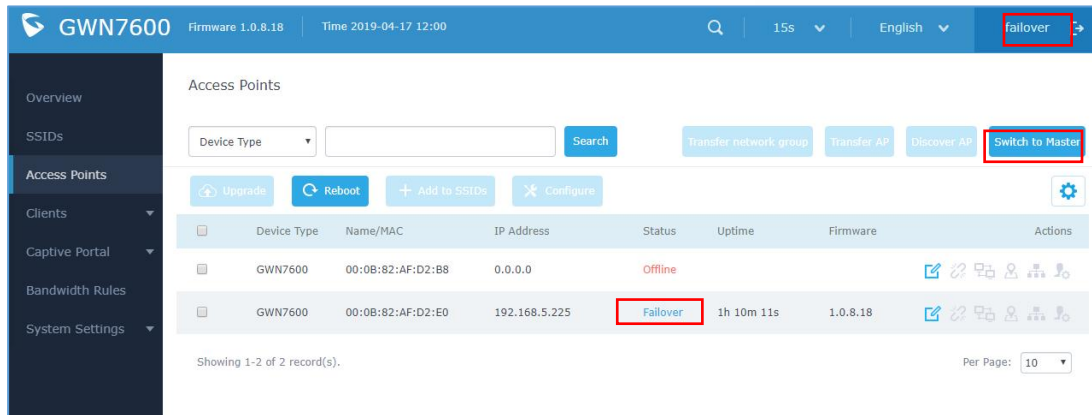 GWN7600 Firmware 1.0.8.18 Time 2019-04-17 12:00 15s English failover
Overview
SSIDs
Access Points
Clients
Captive Portal
Bandwidth Rules
System Settings
Access Points
Device Type Search Transfer network group Transfer AP Discover AP Switch to Master
Upgrade Reboot + Add to SSIDs Configure
Device Type Name/MAC IP Address Status Uptime Firmware Actions
GWN7600 00:0B:82:AF:D2:B8 0.0.0.0 Offline
GWN7600 00:0B:82:AF:D2:E0 192.168.5.225 Failover 1h 10m 11s 1.0.8.18
Showing 1-2 of 2 record(s). Per Page: 10